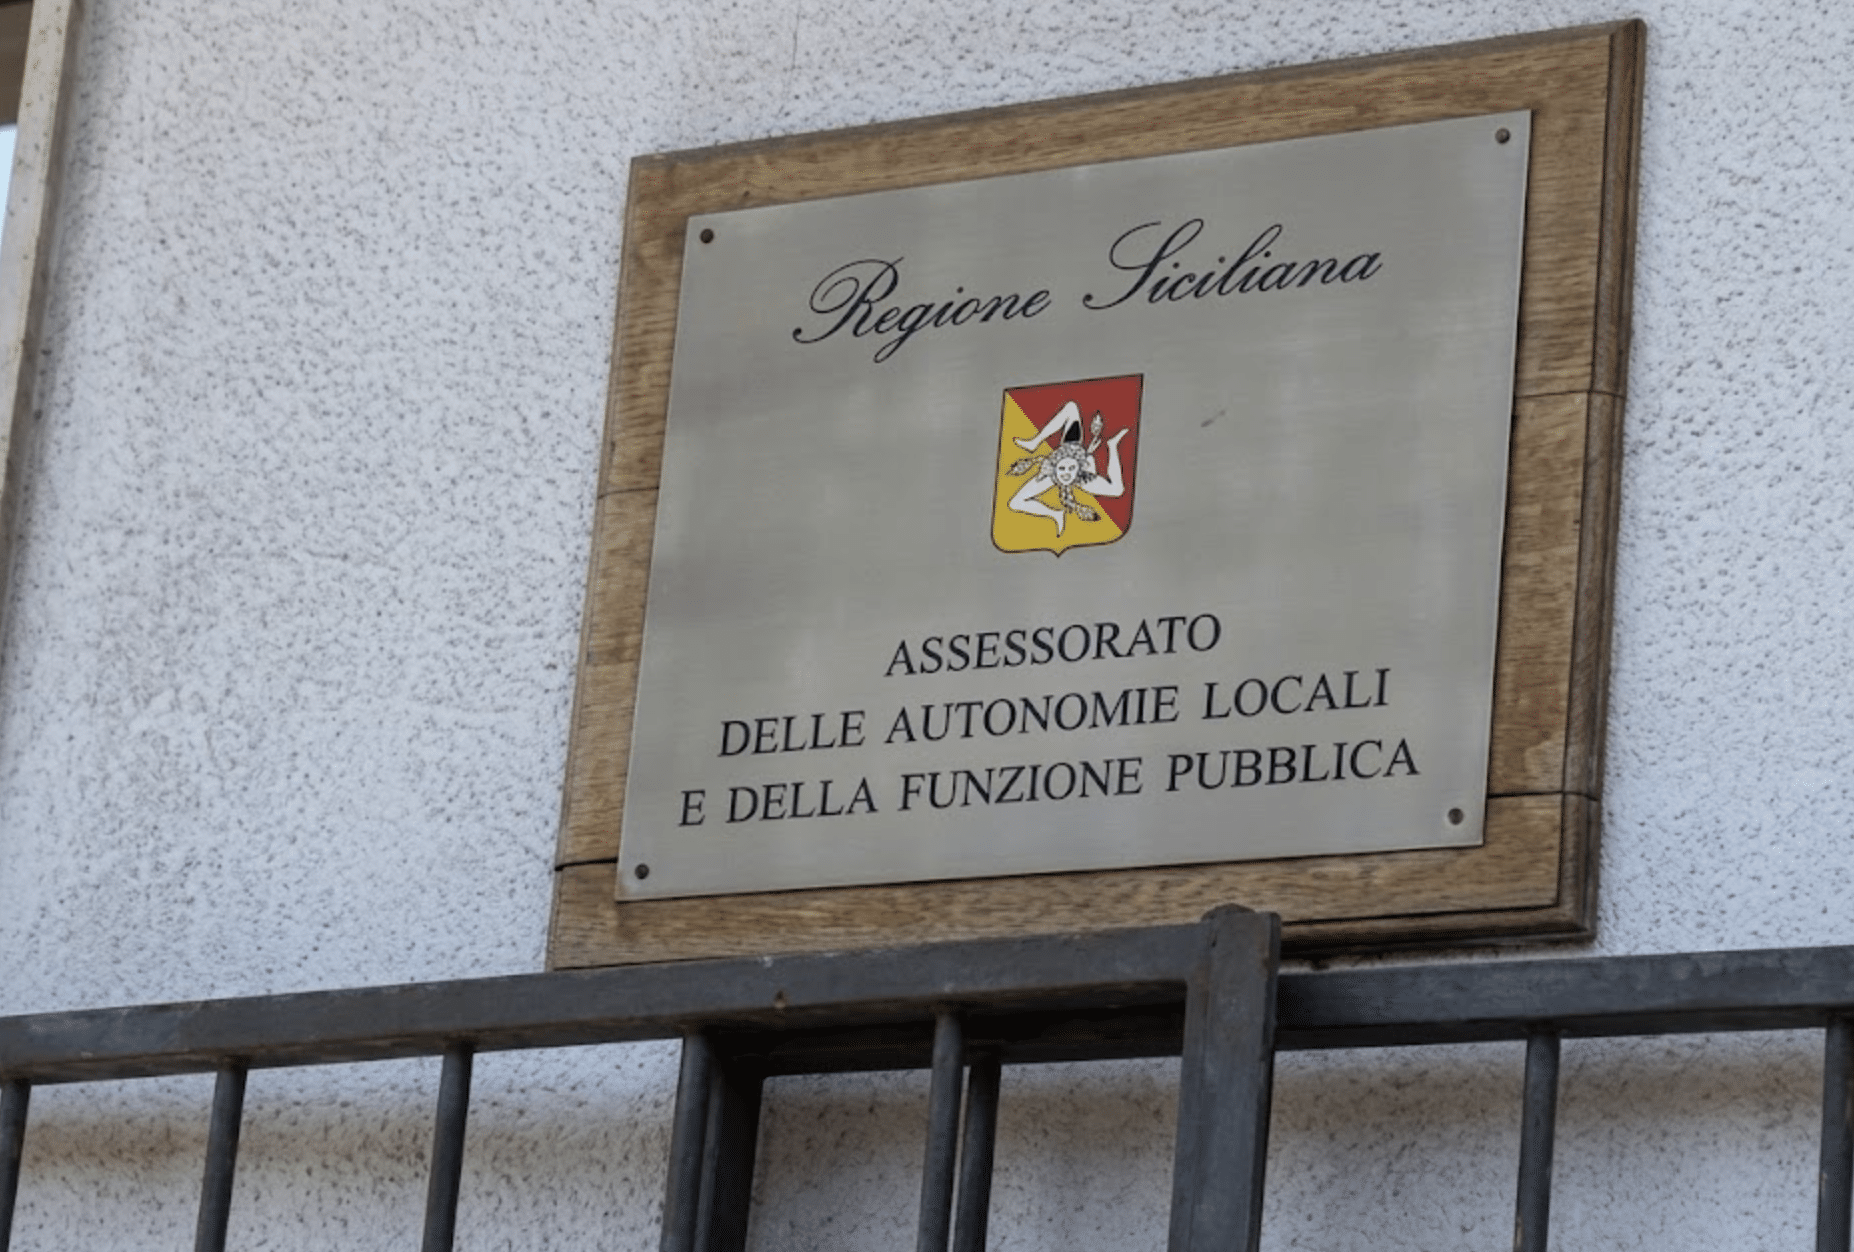 Regione Siciliana
ASSESSORATO
DELLE AUTONOMIE LOCALI
E DELLA FUNZIONE PUBBLICA